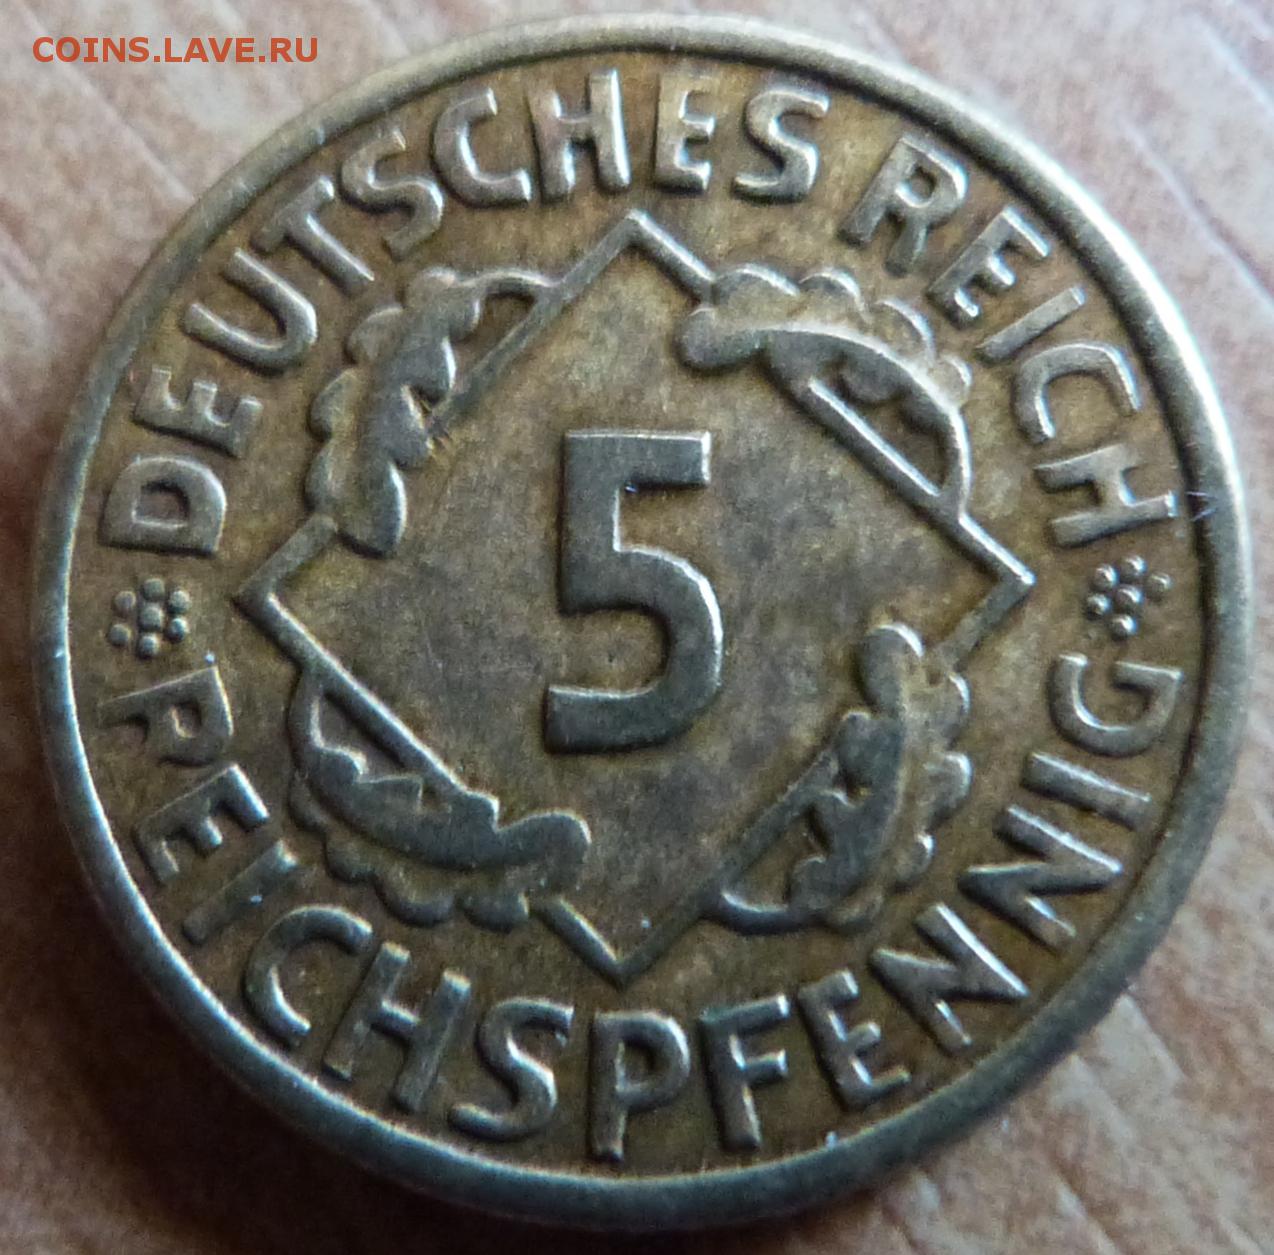 COINS.LAVE.RU
DEUTSCHES REICH
5
REICHSPFENNIG